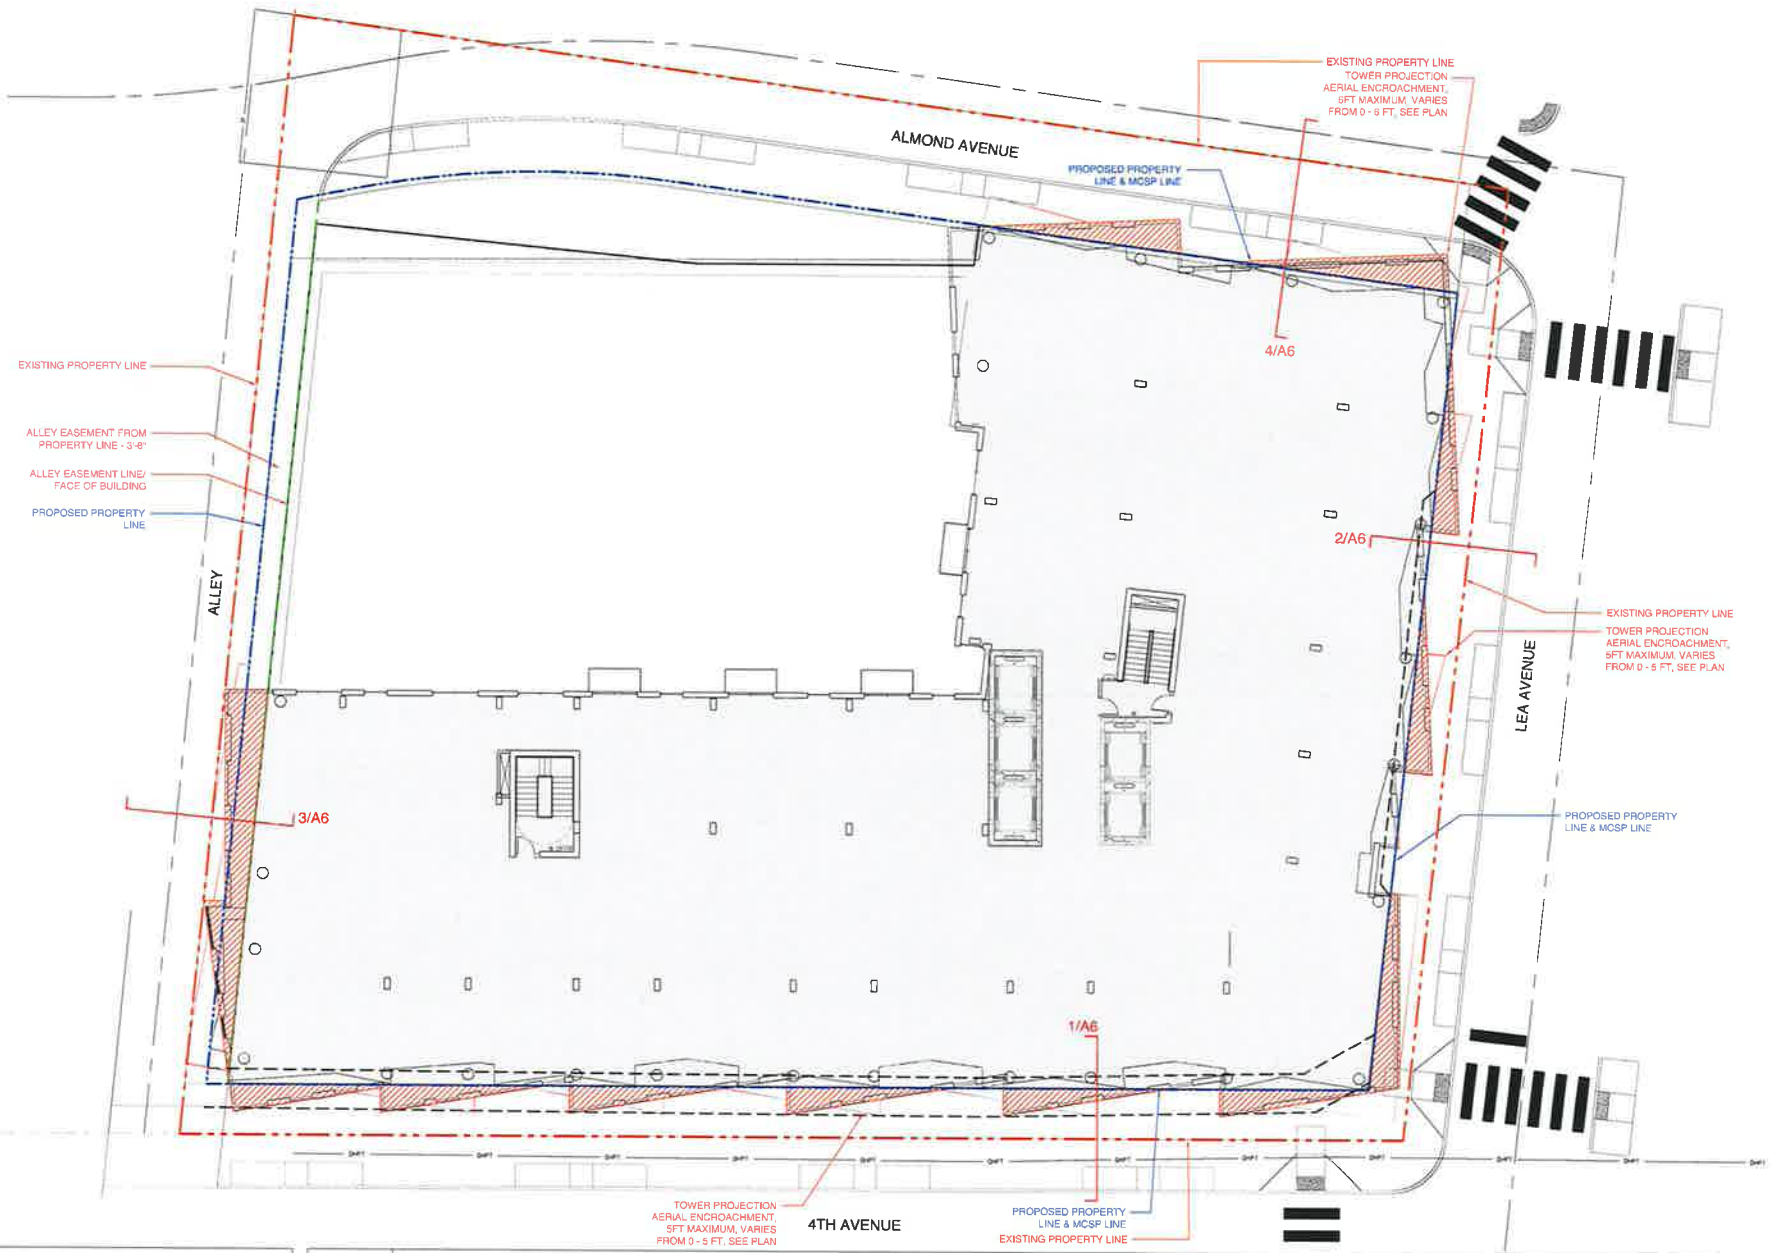 EXISTING PROPERTY LINE
TOWER PROJECTION
AERIAL ENCROACHMENT,
6FT MAXIMUM, VARIES
FROM 0 - 6 FT, SEE PLAN
ALMOND AVENUE
PROPOSED PROPERTY
LINE & MCSP LINE
4/A6
EXISTING PROPERTY LINE
ALLEY EASEMENT FROM
PROPERTY LINE - 3'-6"
ALLEY EASEMENT LINE/
FACE OF BUILDING
PROPOSED PROPERTY
LINE
ALLEY
2/A6
EXISTING PROPERTY LINE
TOWER PROJECTION
AERIAL ENCROACHMENT,
5FT MAXIMUM, VARIES
FROM 0 - 5 FT, SEE PLAN
LEA AVENUE
3/A6
PROPOSED PROPERTY
LINE & MCSP LINE
1/A6
TOWER PROJECTION
AERIAL ENCROACHMENT,
5FT MAXIMUM, VARIES
FROM 0 - 5 FT, SEE PLAN
4TH AVENUE
PROPOSED PROPERTY
LINE & MCSP LINE
EXISTING PROPERTY LINE